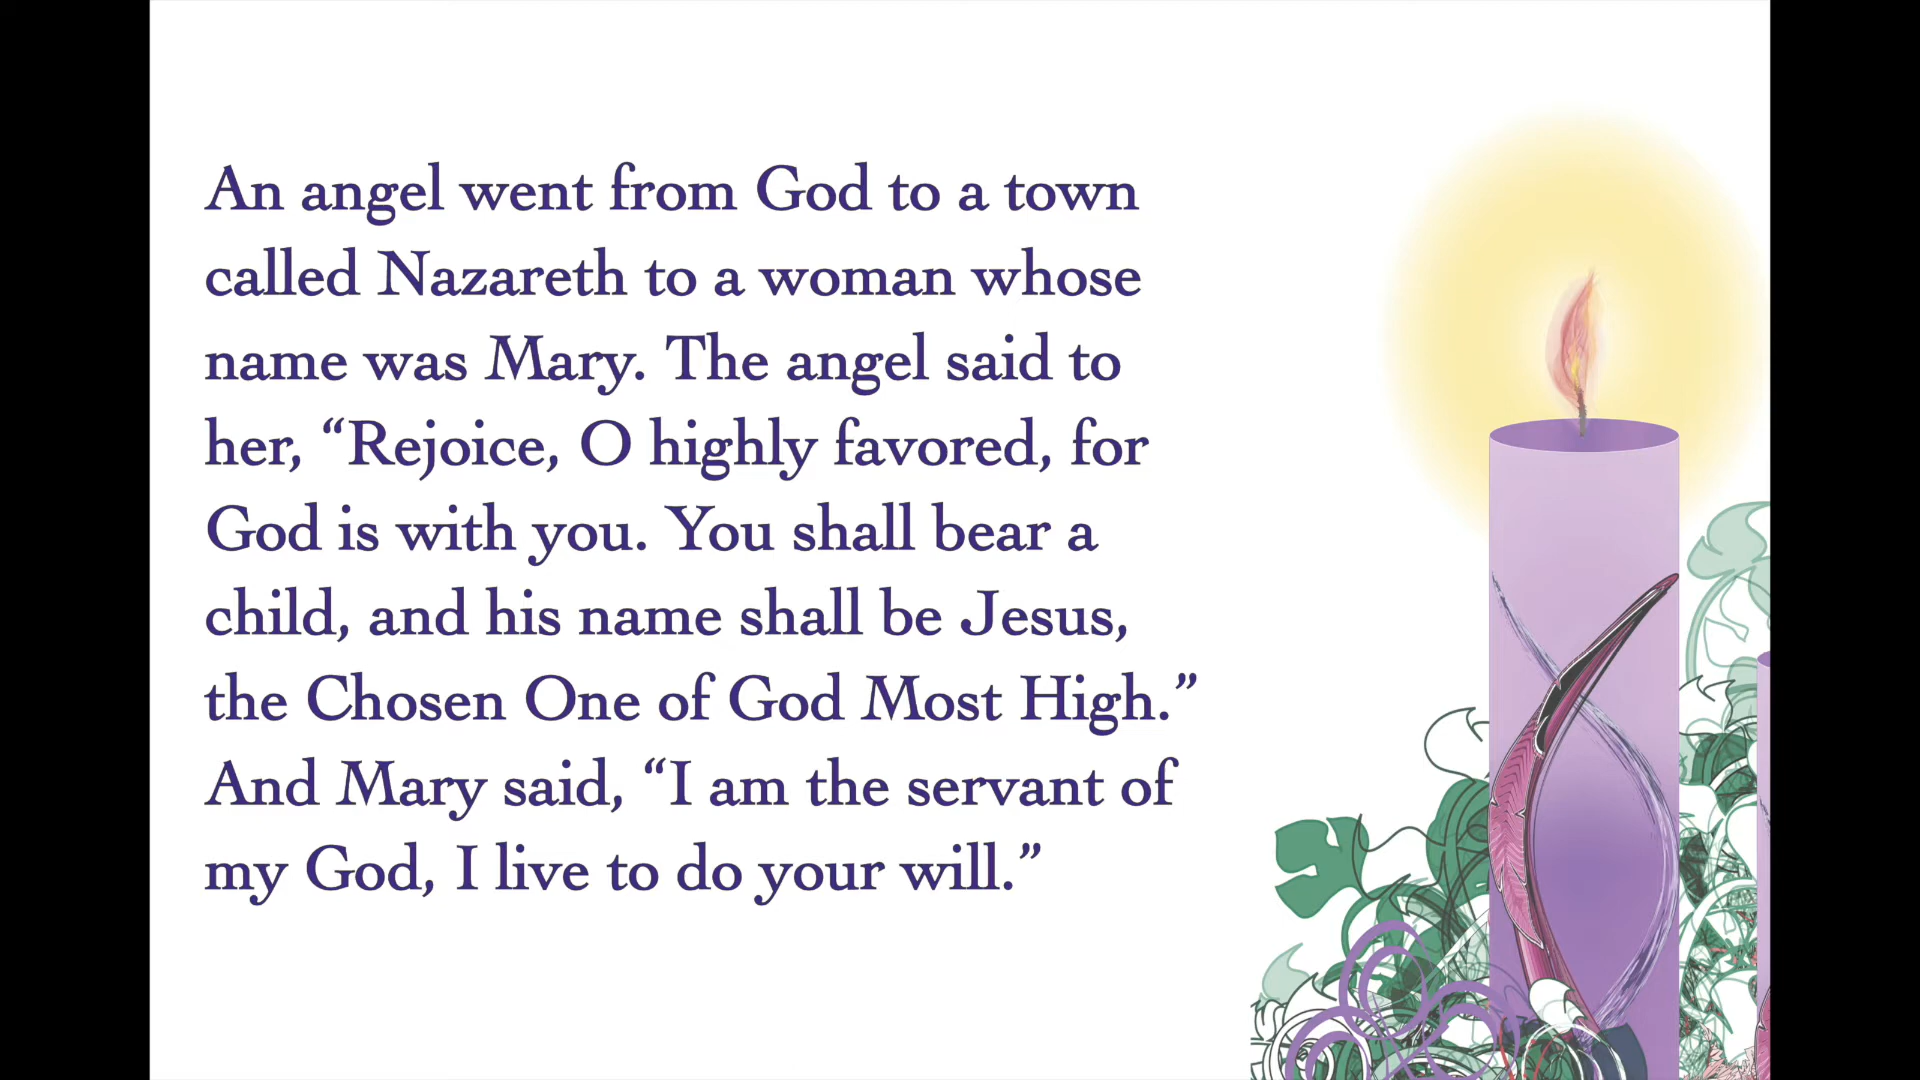 An angel went from God to a town
called Nazareth to a woman whose
name was Mary. The angel said to
her, “Rejoice, O highly favored, for
God is with you. You shall bear a
child, and his name shall be Jesus,
the Chosen One of God Most High.”
And Mary said, “I am the servant of
my God, I live to do your will.”